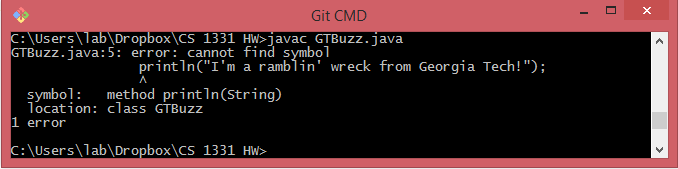 Git CMD
C:\Users\lab\Dropbox\CS 1331 HW>javac GTBuzz.java
GTBuzz.java:5: error: cannot find symbol
                println("I'm a ramblin' wreck from Georgia Tech!");
                ^
  symbol:   method println(String)
  location: class GTBuzz
1 error
C:\Users\lab\Dropbox\CS 1331 HW>